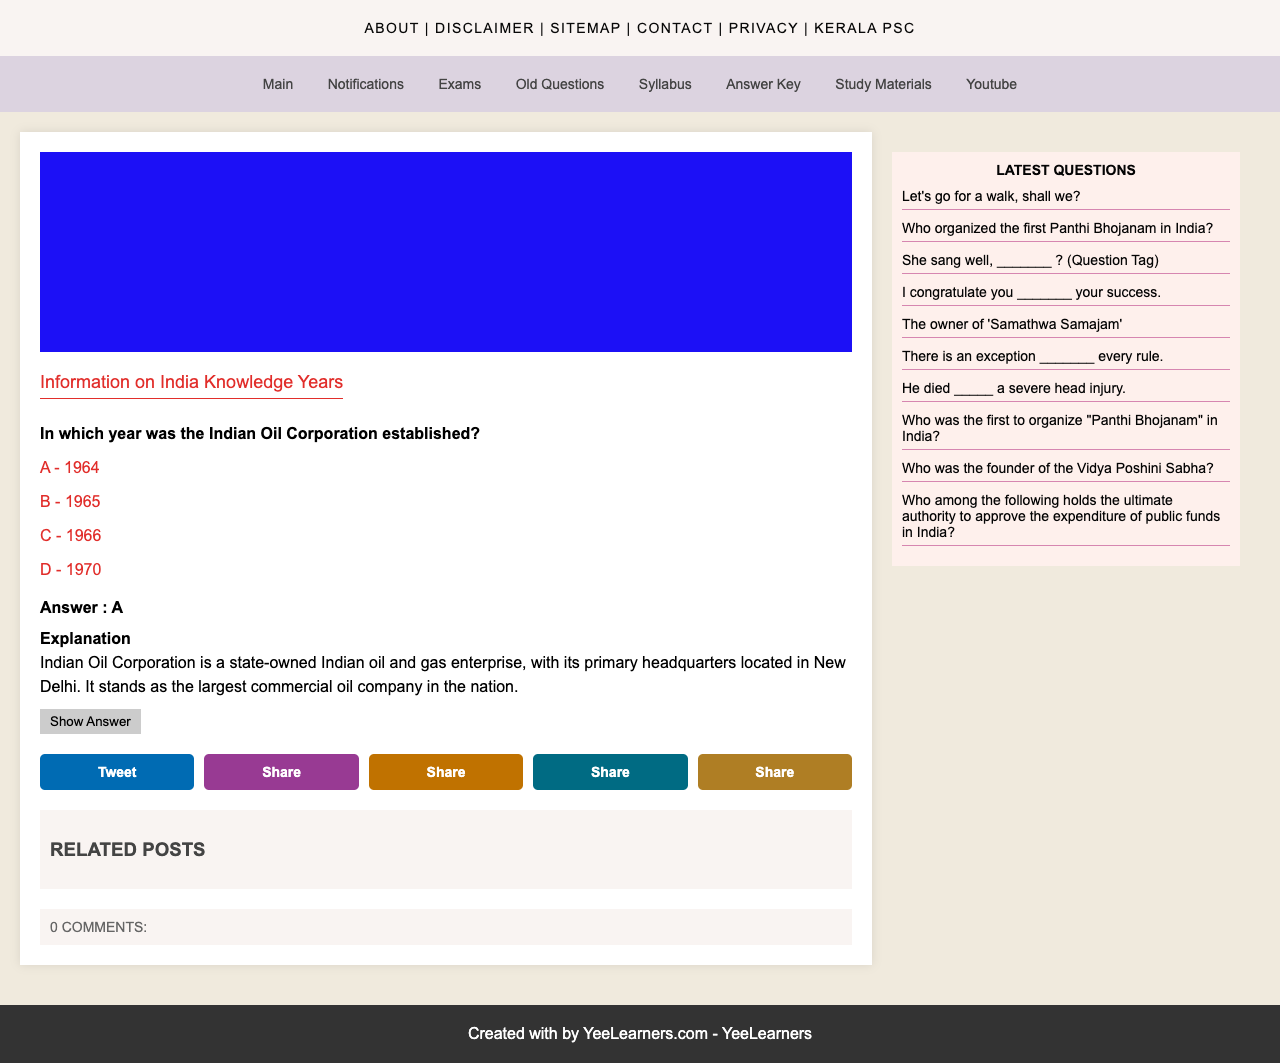 ABOUT | DISCLAIMER | SITEMAP | CONTACT | PRIVACY | KERALA PSC
Main Notifications Exams Old Questions Syllabus Answer Key Study Materials Youtube
Information on India Knowledge Years
In which year was the Indian Oil Corporation established?
A - 1964
B - 1965
C - 1966
D - 1970
Answer : A
Explanation
Indian Oil Corporation is a state-owned Indian oil and gas enterprise, with its primary headquarters located in New
Delhi. It stands as the largest commercial oil company in the nation.
Show Answer
Tweet Share Share Share Share
RELATED POSTS
0 COMMENTS:
LATEST QUESTIONS
Let's go for a walk, shall we?
Who organized the first Panthi Bhojanam in India?
She sang well, _______ ? (Question Tag)
I congratulate you _______ your success.
The owner of 'Samathwa Samajam'
There is an exception _______ every rule.
He died _____ a severe head injury.
Who was the first to organize "Panthi Bhojanam" in
India?
Who was the founder of the Vidya Poshini Sabha?
Who among the following holds the ultimate
authority to approve the expenditure of public funds
in India?
Created with by YeeLearners.com - YeeLearners